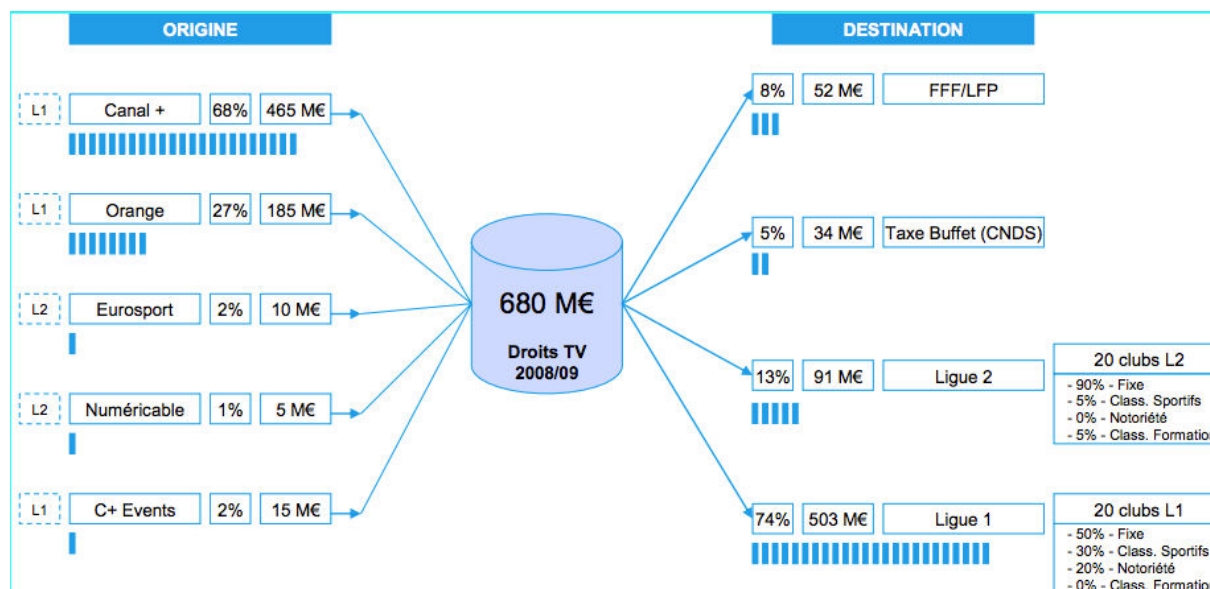 ORIGINE
L1 Canal + 68% 465 M€
L1 Orange 27% 185 M€
L2 Eurosport 2% 10 M€
L2 Numéricable 1% 5 M€
L1 C+ Events 2% 15 M€
680 M€
Droits TV
2008/09
DESTINATION
8% 52 M€ FFF/LFP
5% 34 M€ Taxe Buffet (CNDS)
13% 91 M€ Ligue 2
20 clubs L2
- 90% - Fixe
- 5% - Class. Sportifs
- 0% - Notoriété
- 5% - Class. Formation
74% 503 M€ Ligue 1
20 clubs L1
- 50% - Fixe
- 30% - Class. Sportifs
- 20% - Notoriété
- 0% - Class. Formation